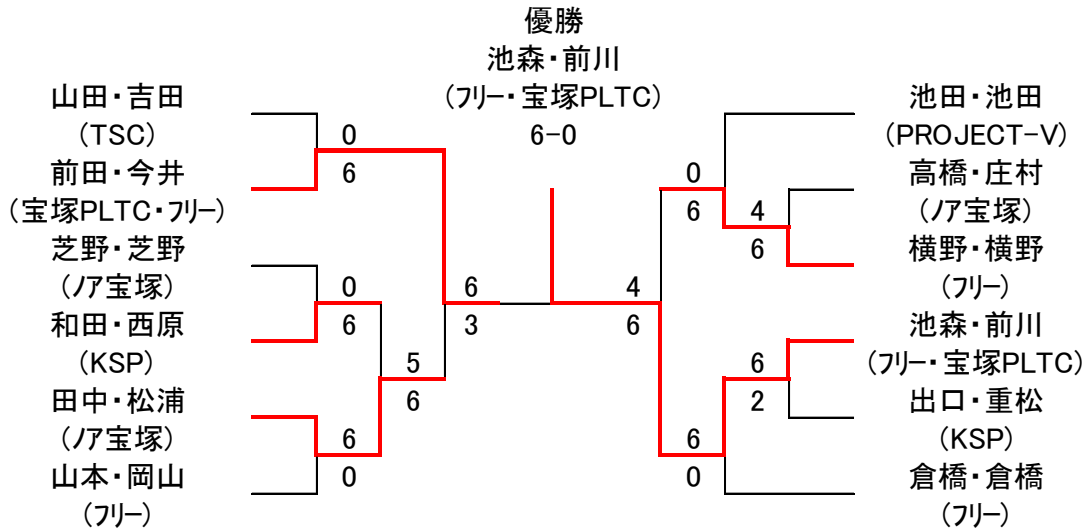 優勝
池森・前川
(フリー・宝塚PLTC)
6-0
山田・吉田
(TSC)
前田・今井
(宝塚PLTC・フリー)
芝野・芝野
(ノア宝塚)
和田・西原
(KSP)
田中・松浦
(ノア宝塚)
山本・岡山
(フリー)
0
6
0
6
6
0
5
6
6
3
4
6
0
6
4
6
6
2
6
0
池田・池田
(PROJECT-V)
高橋・庄村
(ノア宝塚)
横野・横野
(フリー)
池森・前川
(フリー・宝塚PLTC)
出口・重松
(KSP)
倉橋・倉橋
(フリー)